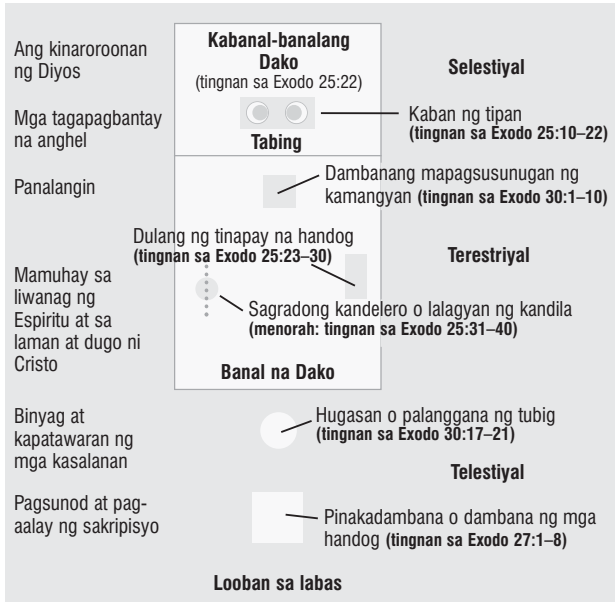 Ang kinaroroonan
ng Diyos
Kabanal-banalang
Dako
(tingnan sa Exodo 25:22)
Selestiyal
Mga tagapagbantay
na anghel
Kaban ng tipan
(tingnan sa Exodo 25:10–22)
Tabing
Panalangin
Dambanang mapagsusunugan ng
kamangyan (tingnan sa Exodo 30:1–10)
Dulang ng tinapay na handog
(tingnan sa Exodo 25:23–30)
Terestriyal
Mamuhay sa
liwanag ng
Espiritu at sa
laman at dugo ni
Cristo
Sagradong kandelero o lalagyan ng kandila
(menorah: tingnan sa Exodo 25:31–40)
Banal na Dako
Binyag at
kapatawaran ng
mga kasalanan
Hugasan o palanggana ng tubig
(tingnan sa Exodo 30:17–21)
Telestiyal
Pagsunod at pag-
aalay ng sakripisyo
Pinakadambana o dambana ng mga
handog (tingnan sa Exodo 27:1–8)
Looban sa labas